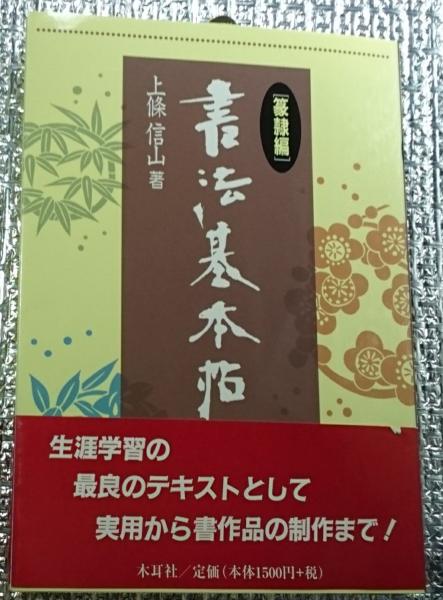 [篆隷編]
書法基本帖
上條信山 著
生涯学習の
最良のテキストとして
実用から書作品の制作まで!
木耳社/定価(本体1500円+税)